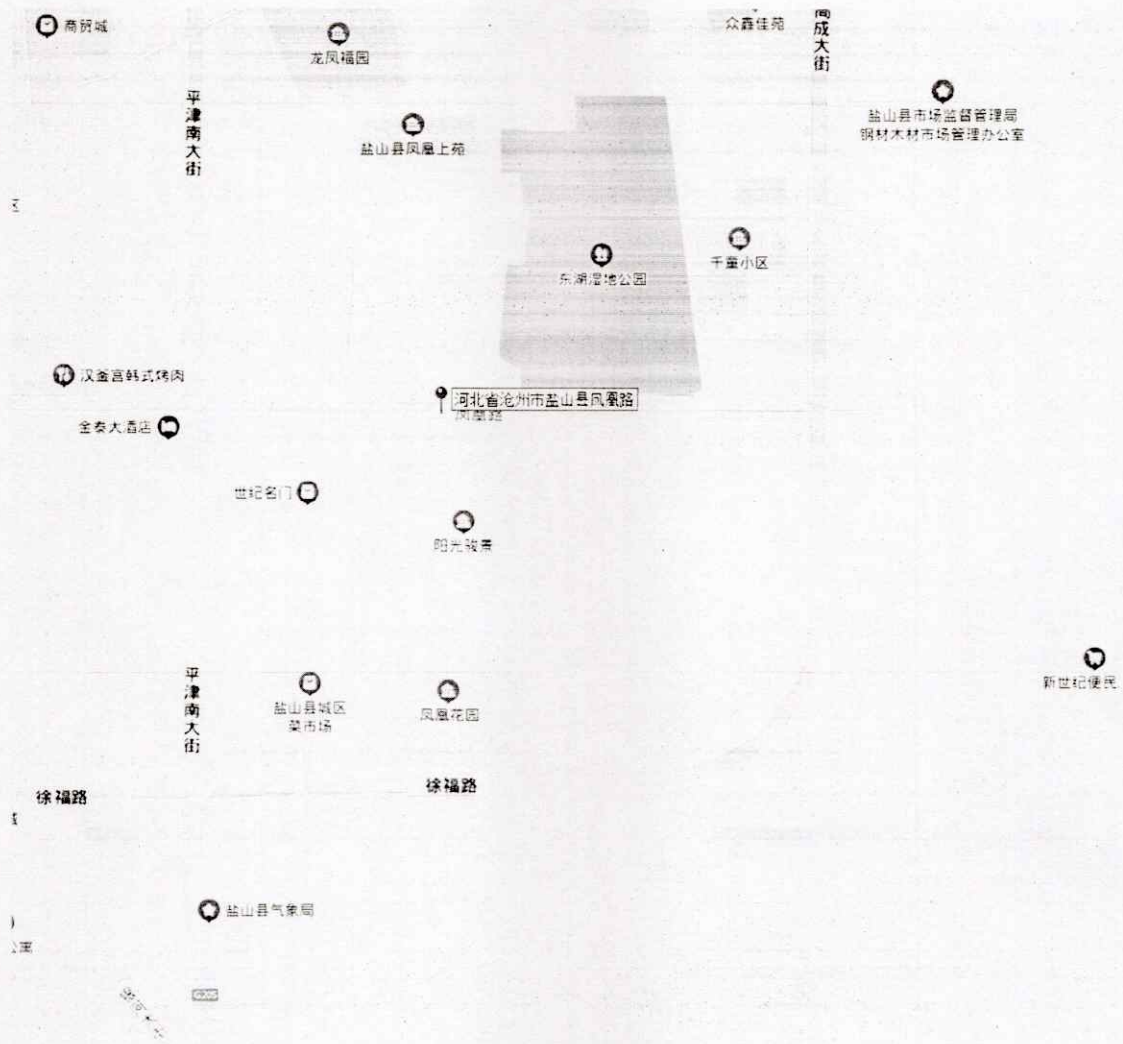 商贸城
龙凤福园
众鑫佳苑
高成大街
平津南大街
盐山县凤凰上苑
盐山县市场监督管理局
钢材木材市场管理办公室
区
东湖湿地公园
千童小区
汉釜宫韩式烤肉
河北省沧州市盐山县凤凰路
凤凰路
金泰大酒店
世纪名门
阳光骏景
新世纪便民
平津南大街
盐山县城区
菜市场
凤凰花园
徐福路
徐福路
盐山县气象局
公寓